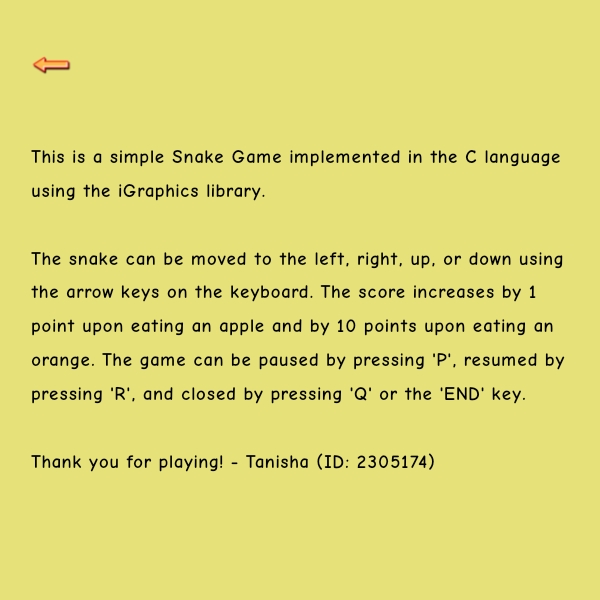 This is a simple Snake Game implemented in the C language
using the iGraphics library.
The snake can be moved to the left, right, up, or down using
the arrow keys on the keyboard. The score increases by 1
point upon eating an apple and by 10 points upon eating an
orange. The game can be paused by pressing 'P', resumed by
pressing 'R', and closed by pressing 'Q' or the 'END' key.
Thank you for playing! - Tanisha (ID: 2305174)